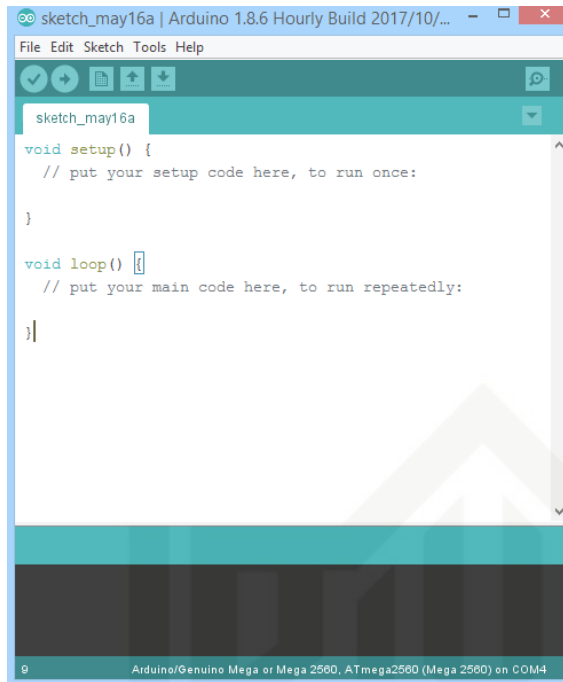 sketch_may16a | Arduino 1.8.6 Hourly Build 2017/10/...
File Edit Sketch Tools Help
sketch_may16a
void setup() {
  // put your setup code here, to run once:
}
void loop() {
  // put your main code here, to run repeatedly:
}
9 Arduino/Genuino Mega or Mega 2560, ATmega2560 (Mega 2560) on COM4